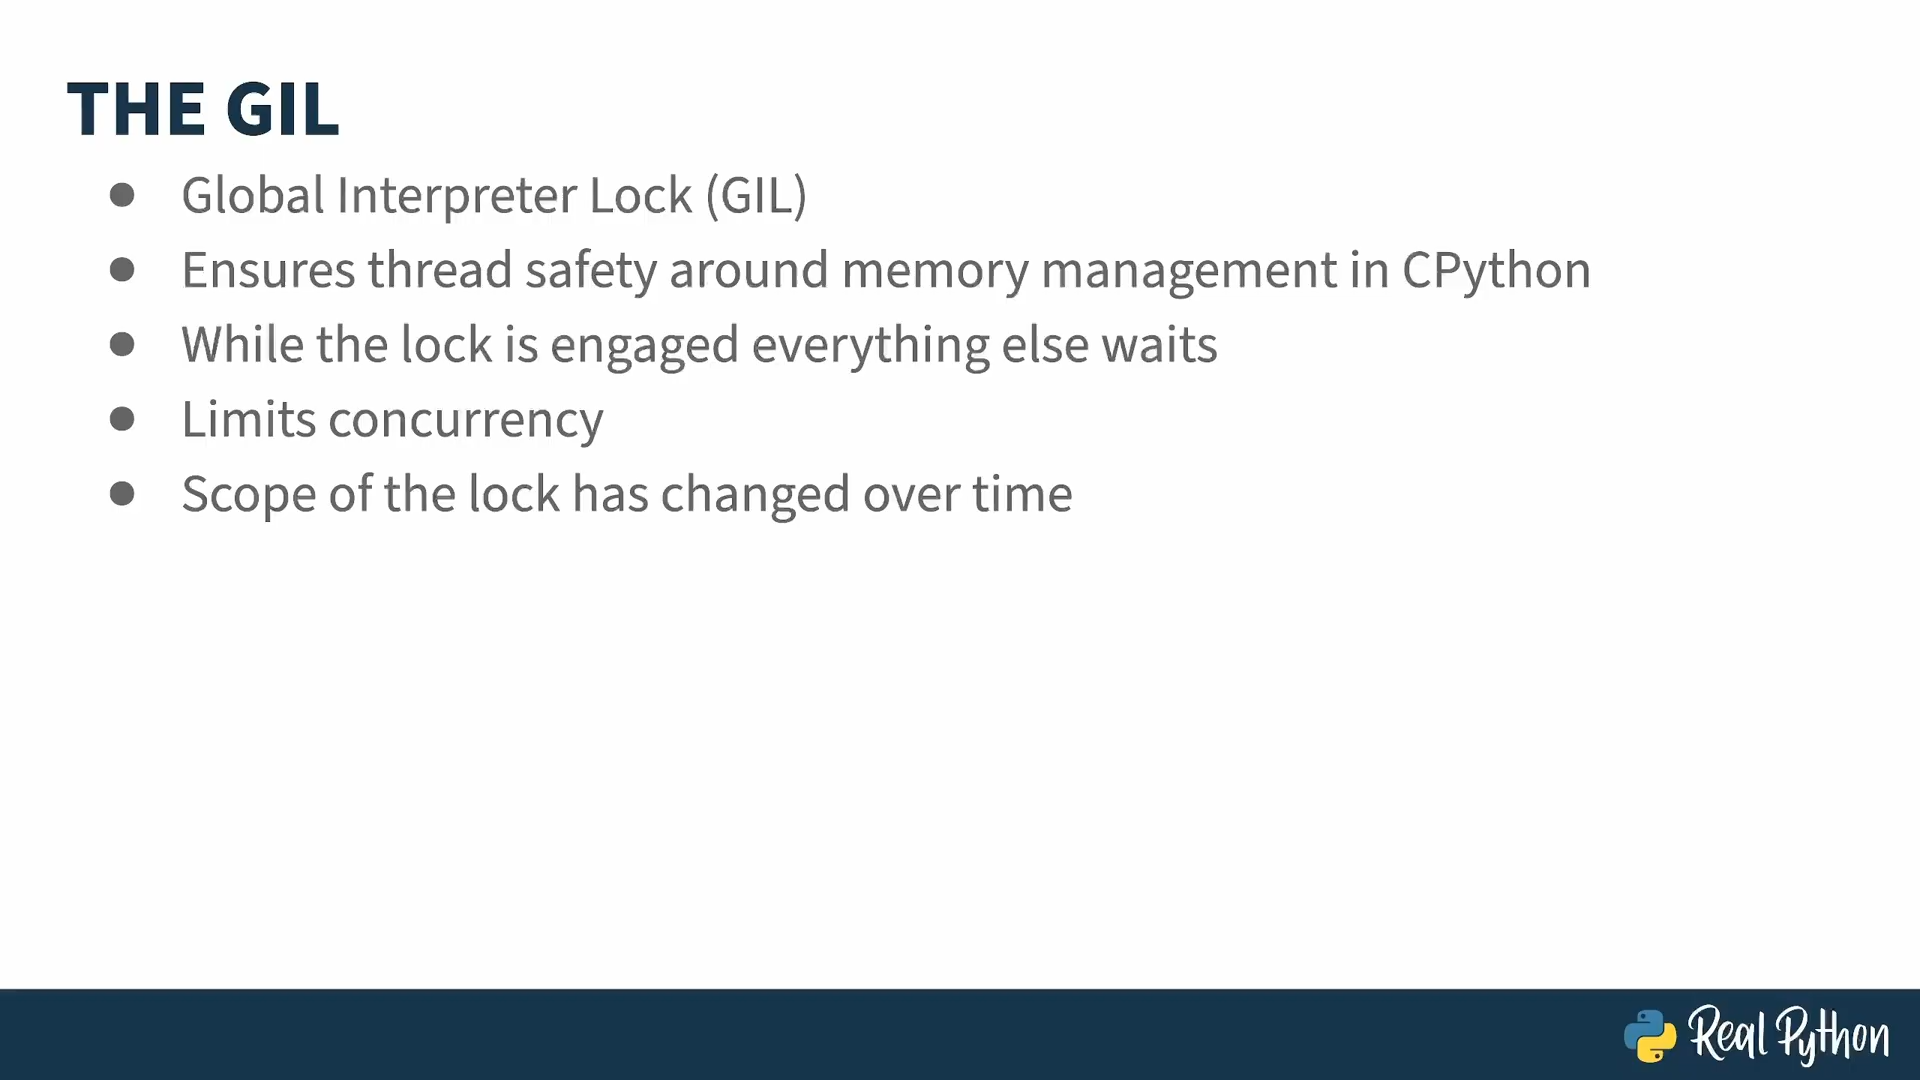 THE GIL
● Global Interpreter Lock (GIL)
● Ensures thread safety around memory management in CPython
● While the lock is engaged everything else waits
● Limits concurrency
● Scope of the lock has changed over time
Real Python